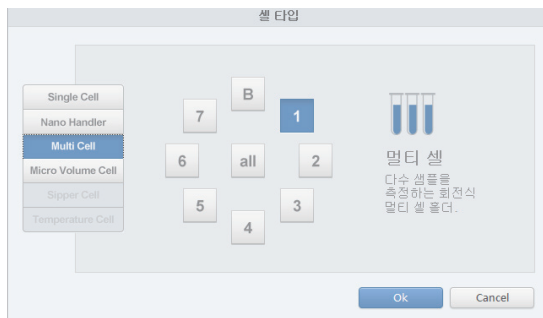 셀 타입
Single Cell
Nano Handler
Multi Cell
Micro Volume Cell
Sipper Cell
Temperature Cell
B
7
1
6
all
2
5
3
4
멀티 셀
다수 샘플을
측정하는 회전식
멀티 셀 홀더.
Ok
Cancel